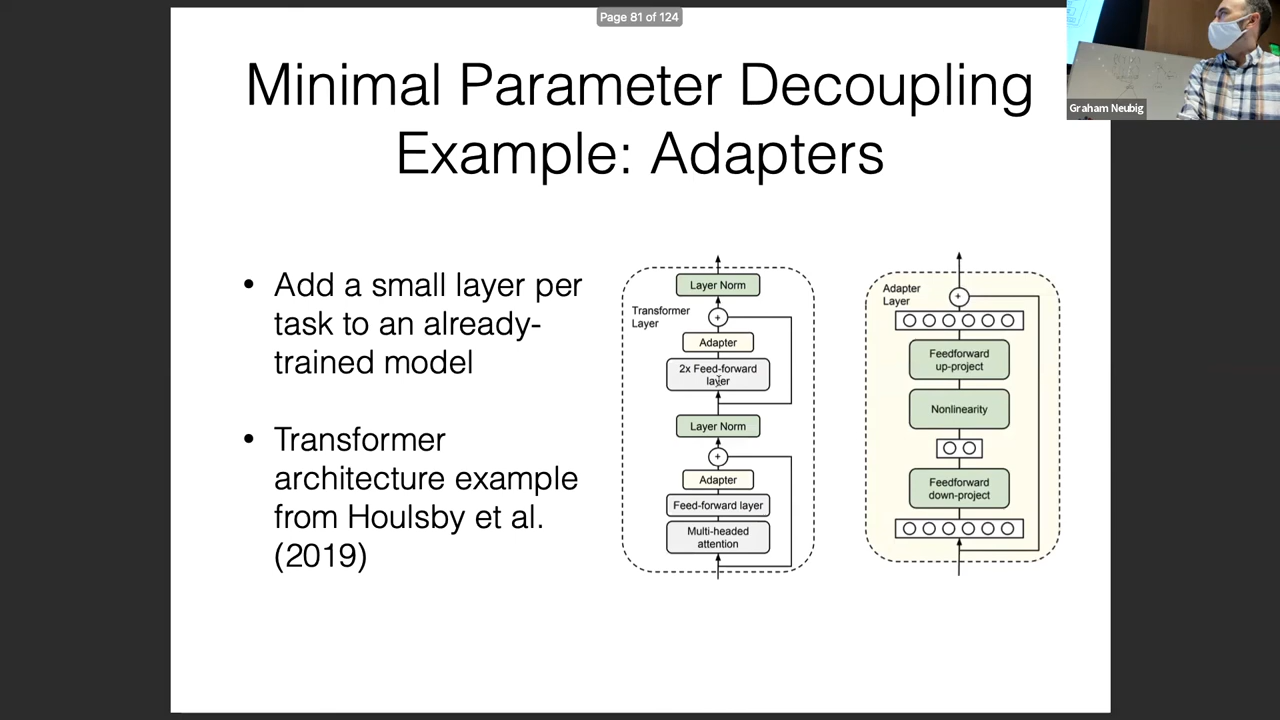 Page 81 of 124
Graham Neubig
Minimal Parameter Decoupling
Example: Adapters
• Add a small layer per
task to an already-
trained model
• Transformer
architecture example
from Houlsby et al.
(2019)
Layer Norm
Transformer
Layer
+
Adapter
2x Feed-forward
layer
Layer Norm
+
Adapter
Feed-forward layer
Multi-headed
attention
Adapter
Layer
+
Feedforward
up-project
Nonlinearity
Feedforward
down-project